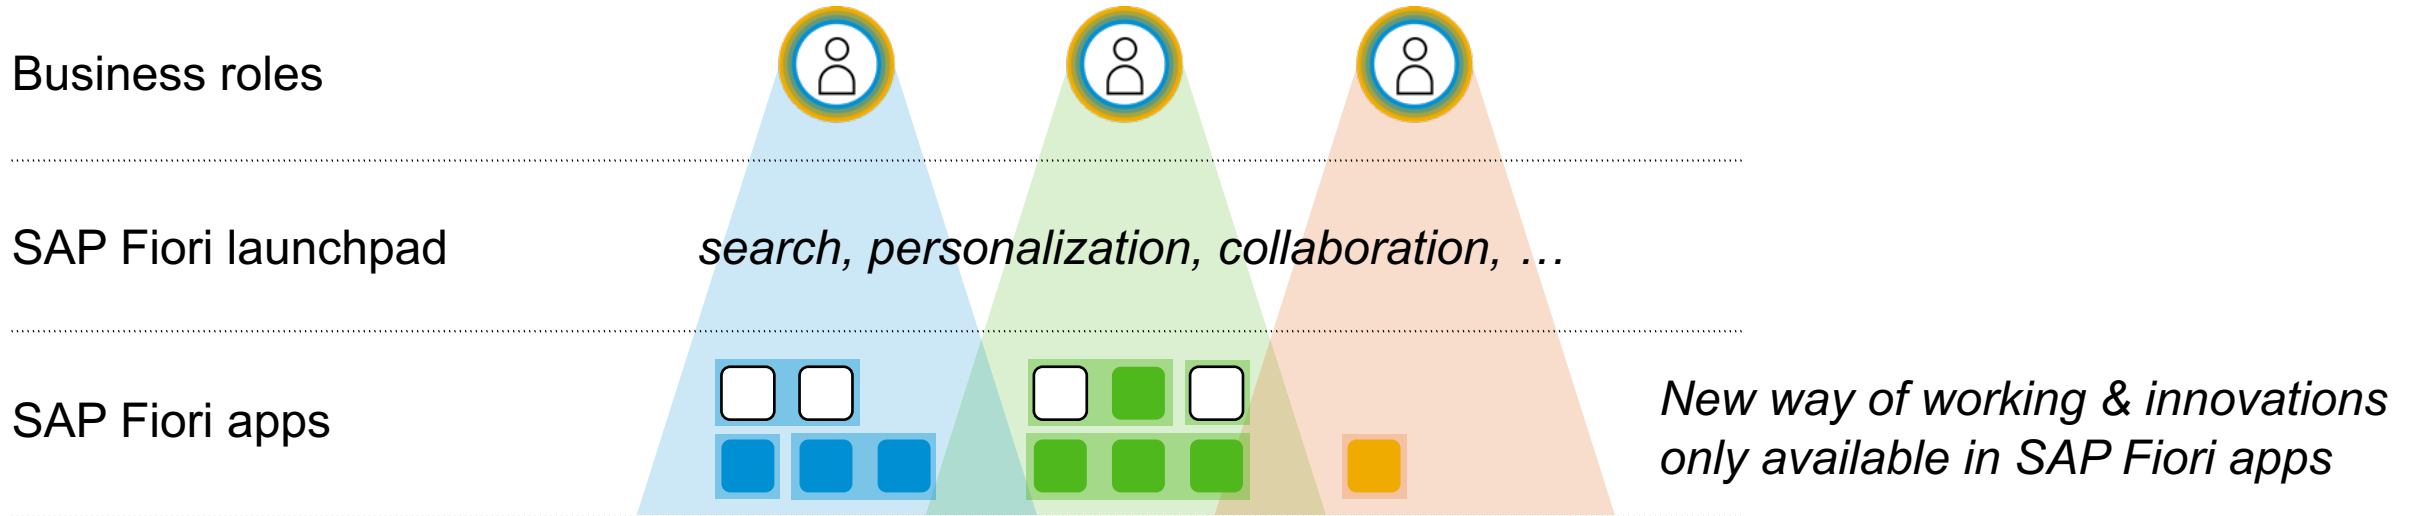 Business roles
SAP Fiori launchpad
search, personalization, collaboration, …
SAP Fiori apps
New way of working & innovations
only available in SAP Fiori apps